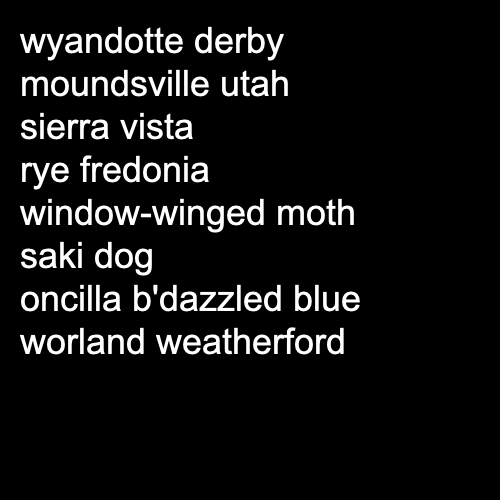 wyandotte derby
moundsville utah
sierra vista
rye fredonia
window-winged moth
saki dog
oncilla b'dazzled blue
worland weatherford